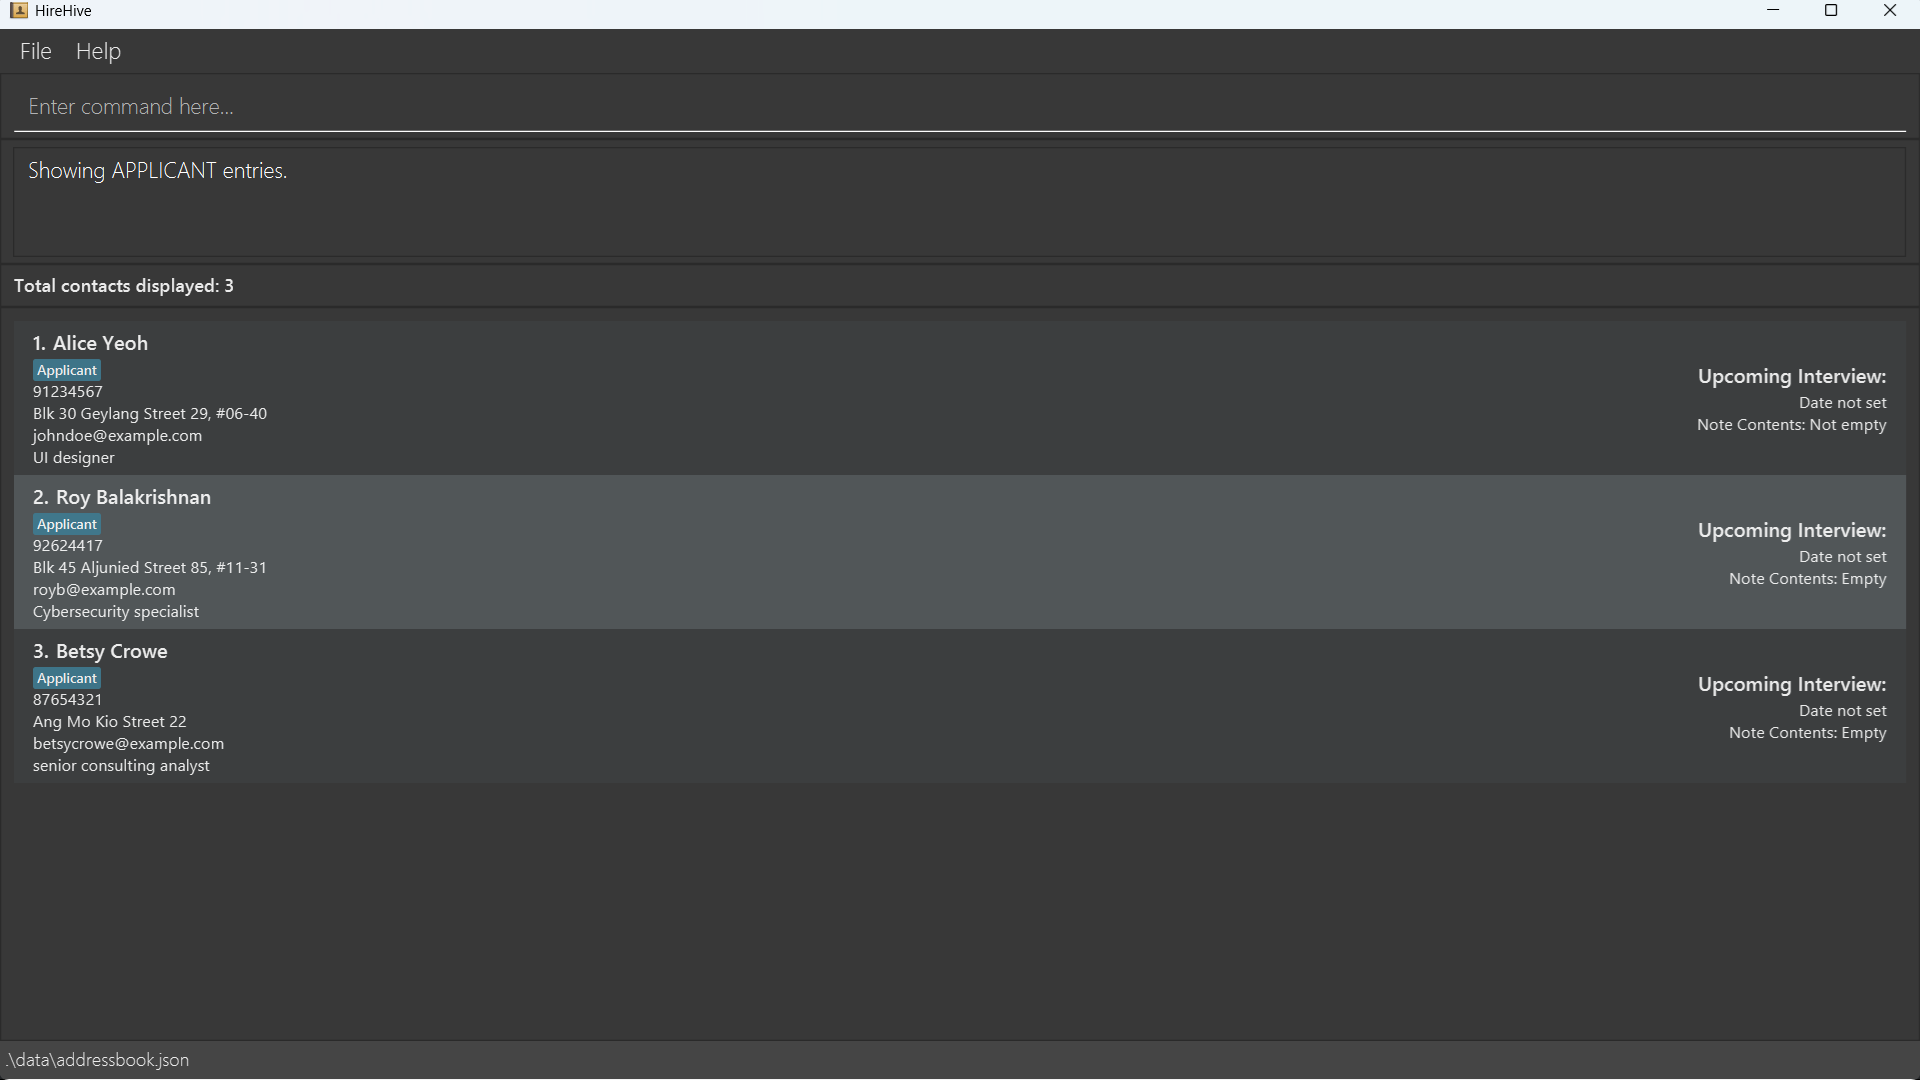 HireHive
File Help
Enter command here...
Showing APPLICANT entries.
Total contacts displayed: 3
1. Alice Yeoh
Applicant
91234567
Blk 30 Geylang Street 29, #06-40
johndoe@example.com
UI designer
Upcoming Interview:
Date not set
Note Contents: Not empty
2. Roy Balakrishnan
Applicant
92624417
Blk 45 Aljunied Street 85, #11-31
royb@example.com
Cybersecurity specialist
Upcoming Interview:
Date not set
Note Contents: Empty
3. Betsy Crowe
Applicant
87654321
Ang Mo Kio Street 22
betsycrowe@example.com
senior consulting analyst
Upcoming Interview:
Date not set
Note Contents: Empty
.\data\addressbook.json